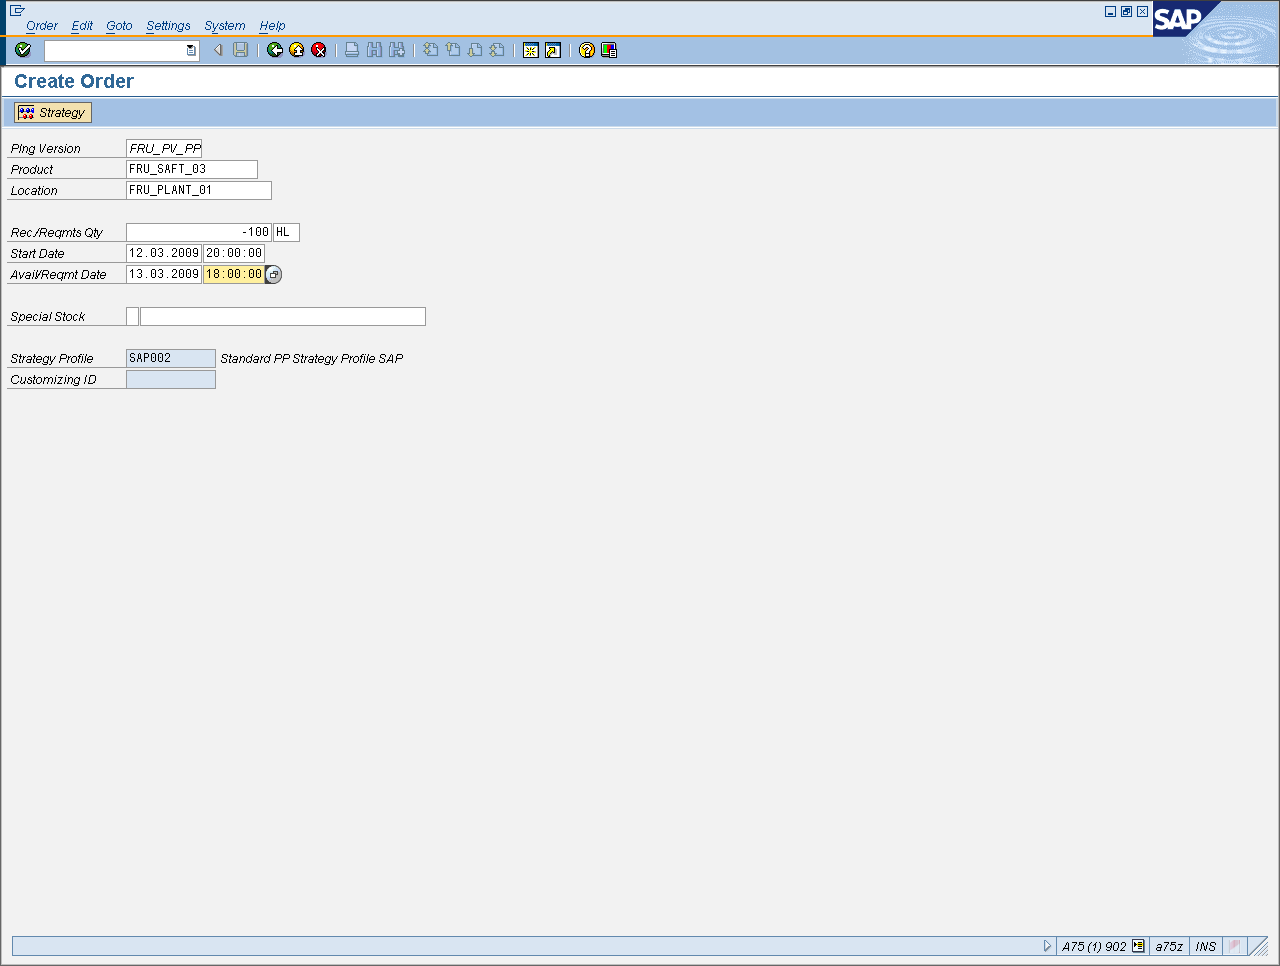 Order Edit Goto Settings System Help
SAP
Create Order
Strategy
Plng Version FRU_PV_PP
Product FRU_SAFT_03
Location FRU_PLANT_01
Rec./Reqmts Qty -100 HL
Start Date 12.03.2009 20:00:00
Avail/Reqmt Date 13.03.2009 18:00:00
Special Stock
Strategy Profile SAP002 Standard PP Strategy Profile SAP
Customizing ID
A75 (1) 902 a75z INS